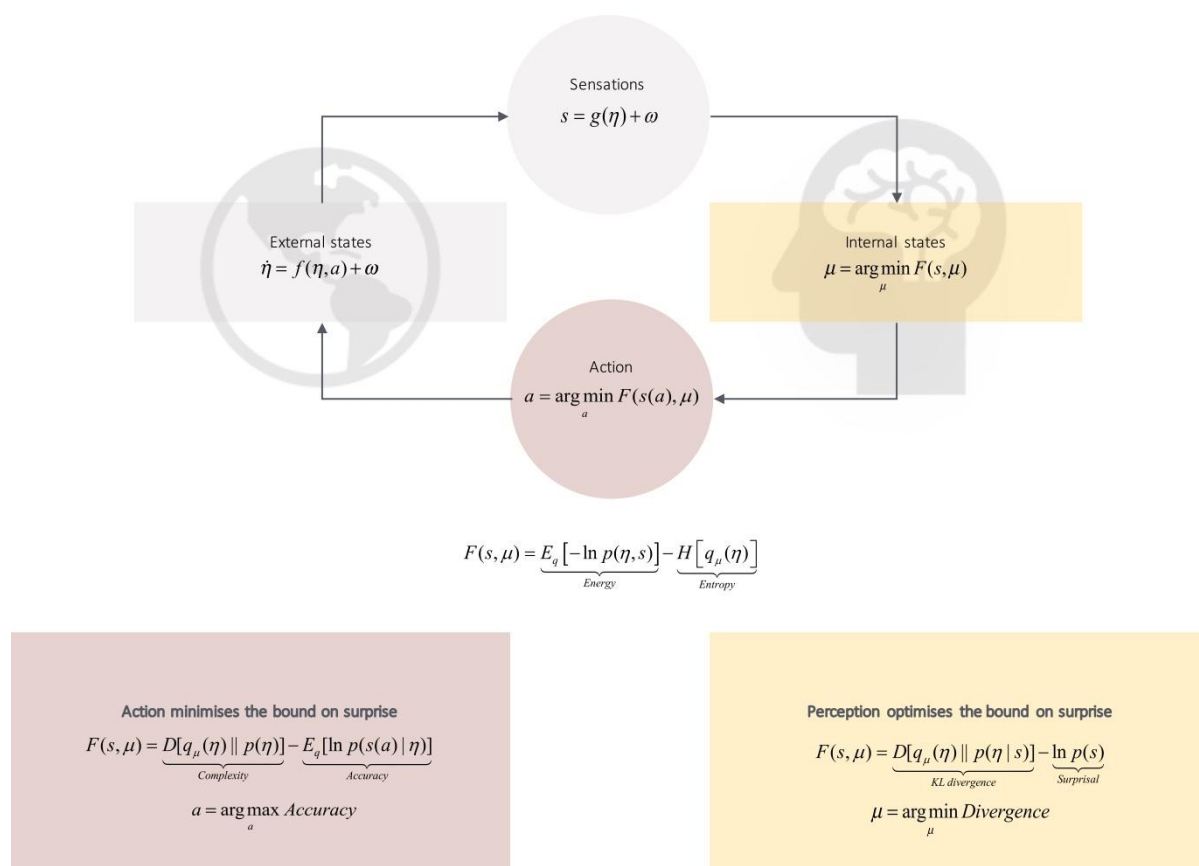 Sensations
s = g(η) + ω
External states
η̇ = f(η, a) + ω
Internal states
μ = arg min F(s, μ)
μ
Action
a = arg min F(s(a), μ)
a
F(s, μ) = E_q[−ln p(η, s)] − H[q_μ(η)]
Energy Entropy
Action minimises the bound on surprise
F(s, μ) = D[q_μ(η) || p(η)] − E_q[ln p(s(a) | η)]
Complexity Accuracy
a = arg max Accuracy
a
Perception optimises the bound on surprise
F(s, μ) = D[q_μ(η) || p(η | s)] − ln p(s)
KL divergence Surprisal
μ = arg min Divergence
μ